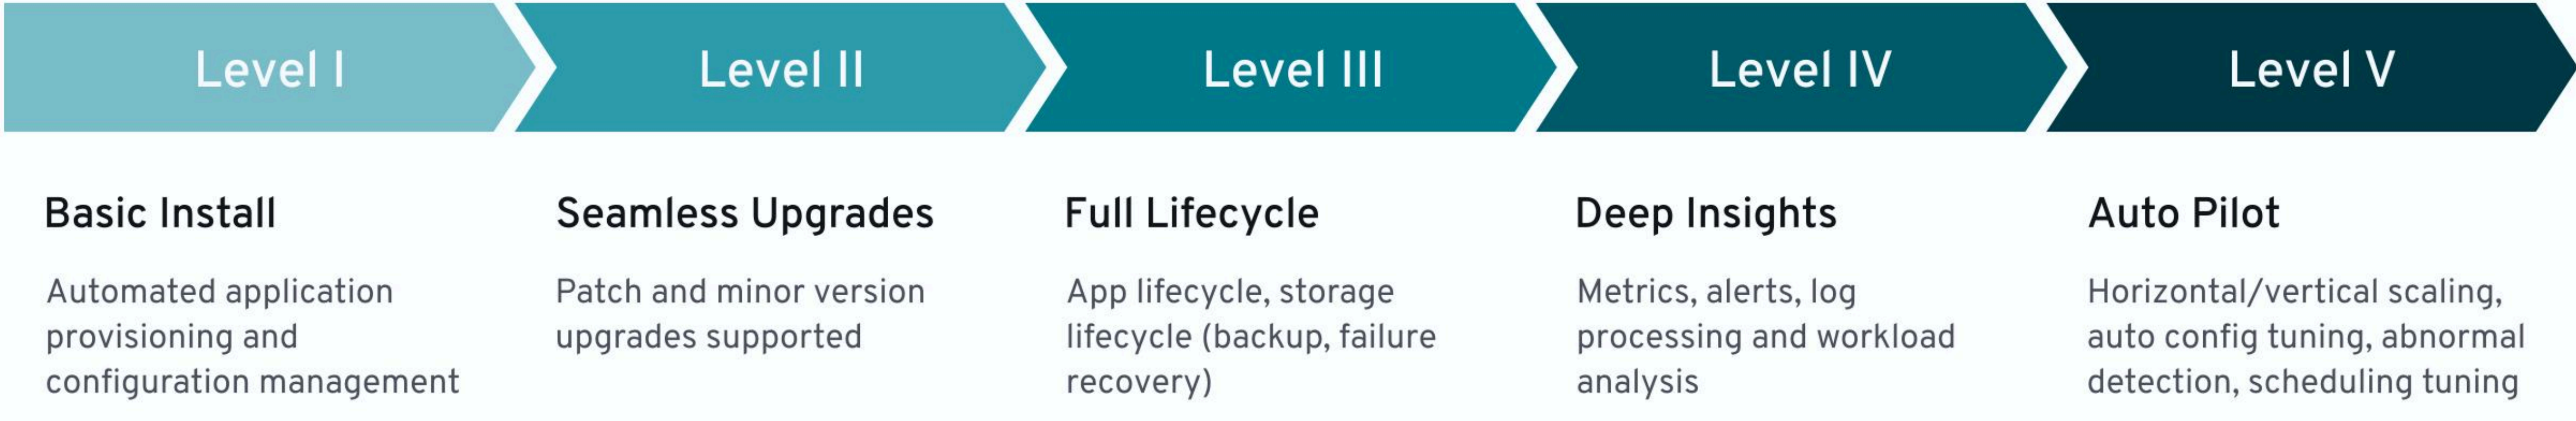 Level I
Level II
Level III
Level IV
Level V
Basic Install
Automated application
provisioning and
configuration management
Seamless Upgrades
Patch and minor version
upgrades supported
Full Lifecycle
App lifecycle, storage
lifecycle (backup, failure
recovery)
Deep Insights
Metrics, alerts, log
processing and workload
analysis
Auto Pilot
Horizontal/vertical scaling,
auto config tuning, abnormal
detection, scheduling tuning